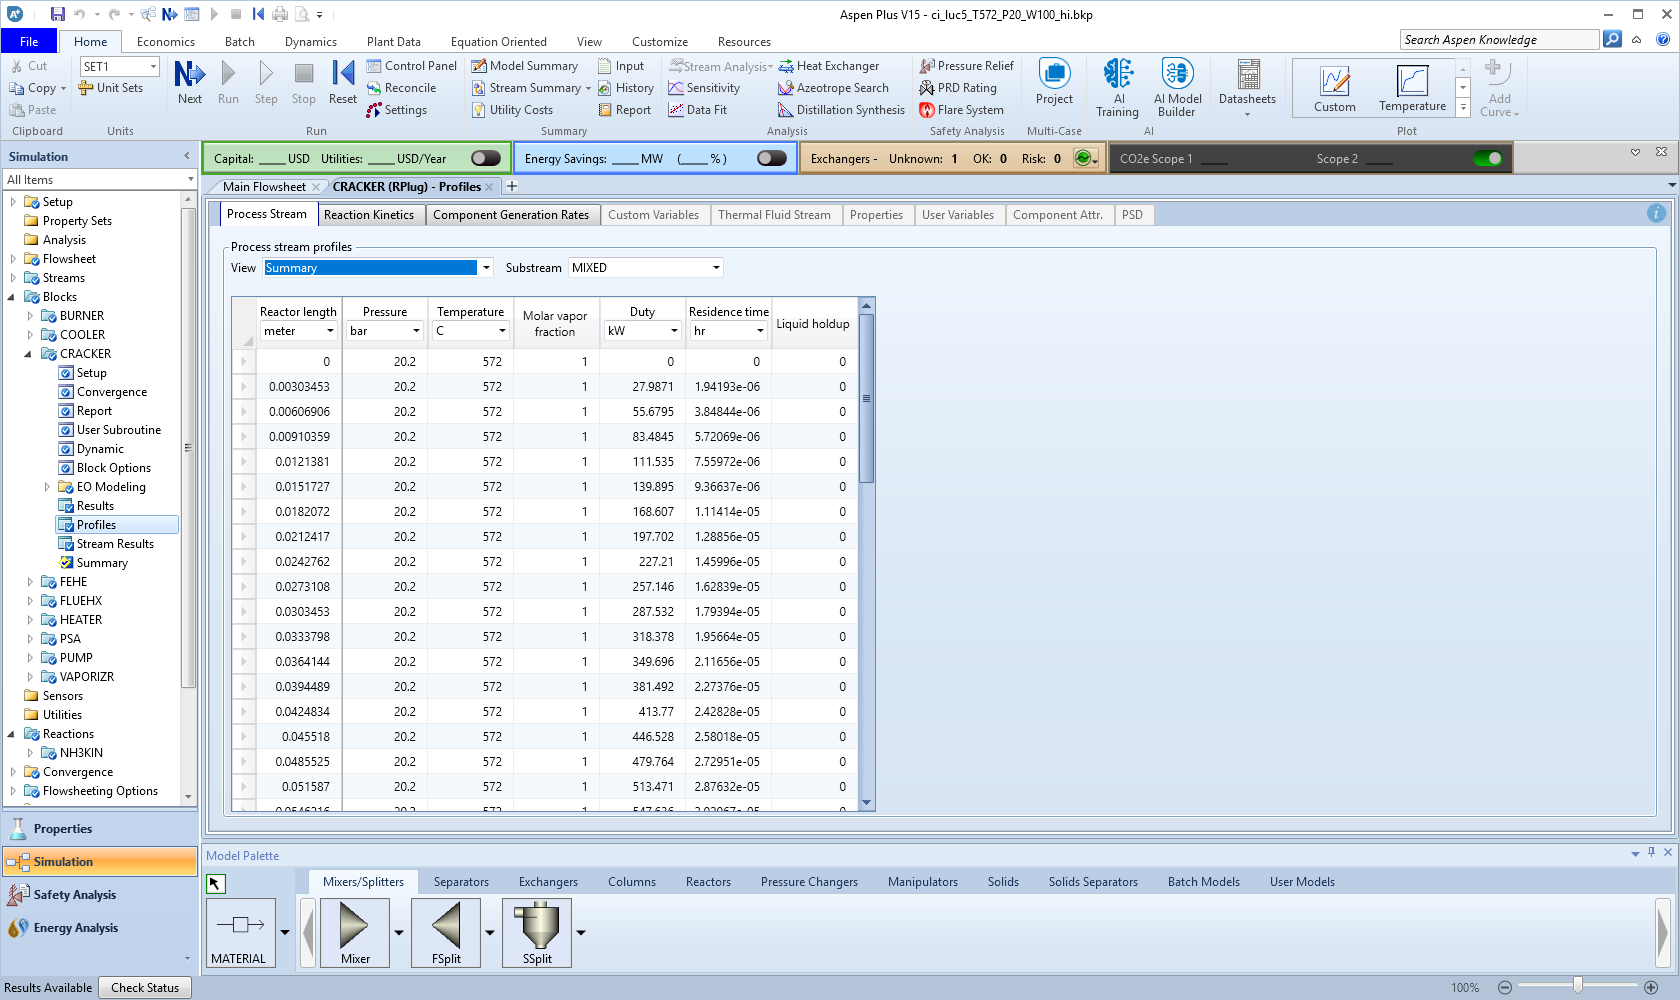 Aspen Plus V15 - ci_luc5_T572_P20_W100_hi.bkp
File Home Economics Batch Dynamics Plant Data Equation Oriented View Customize Resources Search Aspen Knowledge
Cut Copy Paste Clipboard
SET1 Unit Sets Units
Next Run Step Stop Reset Control Panel Reconcile Settings Run
Model Summary Stream Summary Utility Costs Input History Report Summary
Stream Analysis Sensitivity Data Fit Heat Exchanger Azeotrope Search Distillation Synthesis Analysis
Pressure Relief PRD Rating Flare System Safety Analysis
Project Multi-Case
AI Training AI Model Builder AI
Datasheets
Custom Temperature Add Curve Plot
Capital: ____ USD Utilities: ____ USD/Year Energy Savings: ____ MW (____ %) Exchangers - Unknown: 1 OK: 0 Risk: 0 CO2e Scope 1 ____ Scope 2 ____
Simulation
All Items
Setup
Property Sets
Analysis
Flowsheet
Streams
Blocks
BURNER
COOLER
CRACKER
Setup
Convergence
Report
User Subroutine
Dynamic
Block Options
EO Modeling
Results
Profiles
Stream Results
Summary
FEHE
FLUEHX
HEATER
PSA
PUMP
VAPORIZR
Sensors
Utilities
Reactions
NH3KIN
Convergence
Flowsheeting Options
Properties
Simulation
Safety Analysis
Energy Analysis
Main Flowsheet CRACKER (RPlug) - Profiles
Process Stream Reaction Kinetics Component Generation Rates Custom Variables Thermal Fluid Stream Properties User Variables Component Attr. PSD
Process stream profiles
View Summary Substream MIXED
Reactor length Pressure Temperature Molar vapor fraction Duty Residence time Liquid holdup
meter bar C kW hr
0 20.2 572 1 0 0 0
0.00303453 20.2 572 1 27.9871 1.94193e-06 0
0.00606906 20.2 572 1 55.6795 3.84844e-06 0
0.00910359 20.2 572 1 83.4845 5.72069e-06 0
0.0121381 20.2 572 1 111.535 7.55972e-06 0
0.0151727 20.2 572 1 139.895 9.36637e-06 0
0.0182072 20.2 572 1 168.607 1.11414e-05 0
0.0212417 20.2 572 1 197.702 1.28856e-05 0
0.0242762 20.2 572 1 227.21 1.45996e-05 0
0.0273108 20.2 572 1 257.146 1.62839e-05 0
0.0303453 20.2 572 1 287.532 1.79394e-05 0
0.0333798 20.2 572 1 318.378 1.95664e-05 0
0.0364144 20.2 572 1 349.696 2.11656e-05 0
0.0394489 20.2 572 1 381.492 2.27376e-05 0
0.0424834 20.2 572 1 413.77 2.42828e-05 0
0.045518 20.2 572 1 446.528 2.58018e-05 0
0.0485525 20.2 572 1 479.764 2.72951e-05 0
0.051587 20.2 572 1 513.471 2.87632e-05 0
Model Palette
Mixers/Splitters Separators Exchangers Columns Reactors Pressure Changers Manipulators Solids Solids Separators Batch Models User Models
MATERIAL Mixer FSplit SSplit
Results Available Check Status 100%